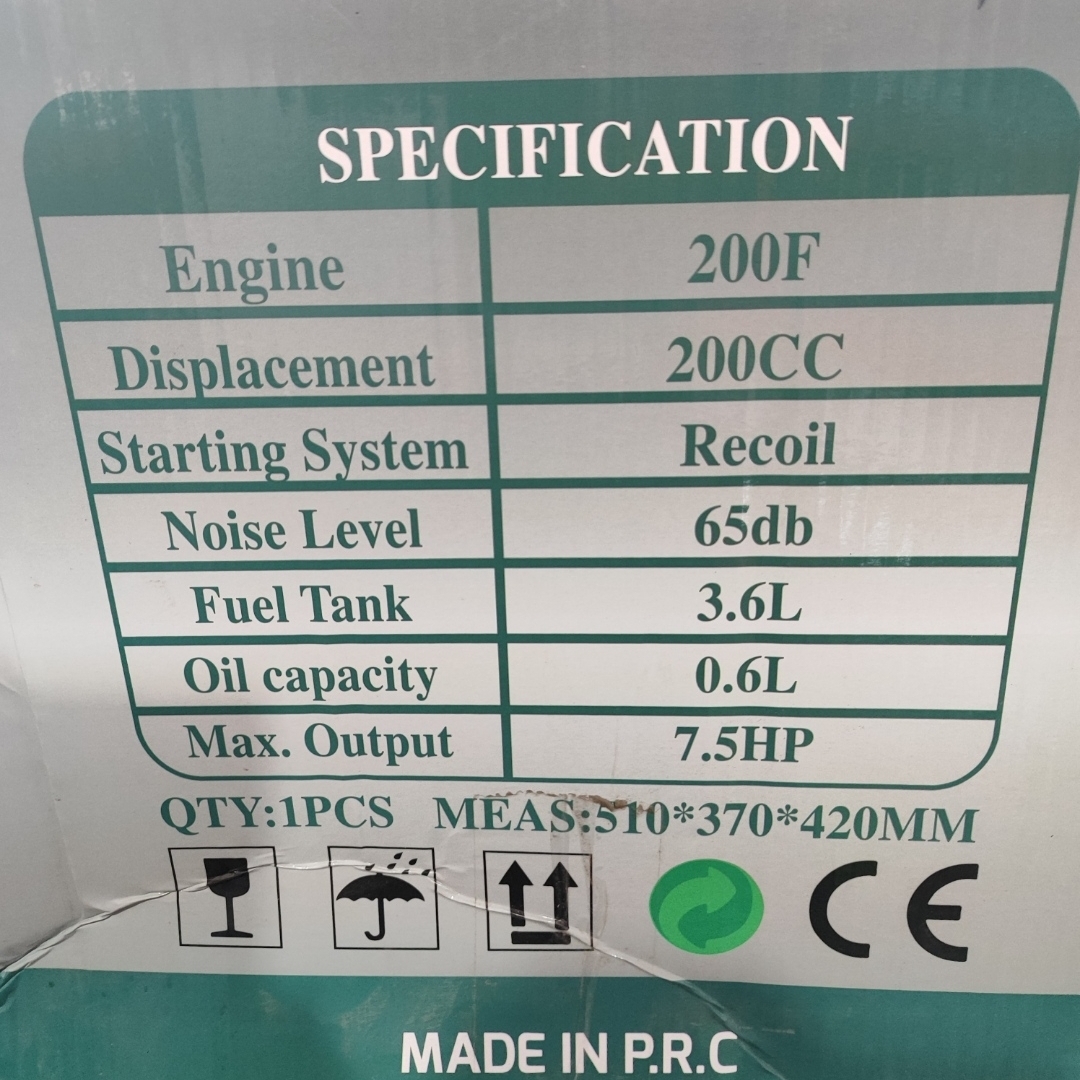 SPECIFICATION
Engine 200F
Displacement 200CC
Starting System Recoil
Noise Level 65db
Fuel Tank 3.6L
Oil capacity 0.6L
Max. Output 7.5HP
QTY:1PCS MEAS:510*370*420MM
CE
MADE IN P.R.C